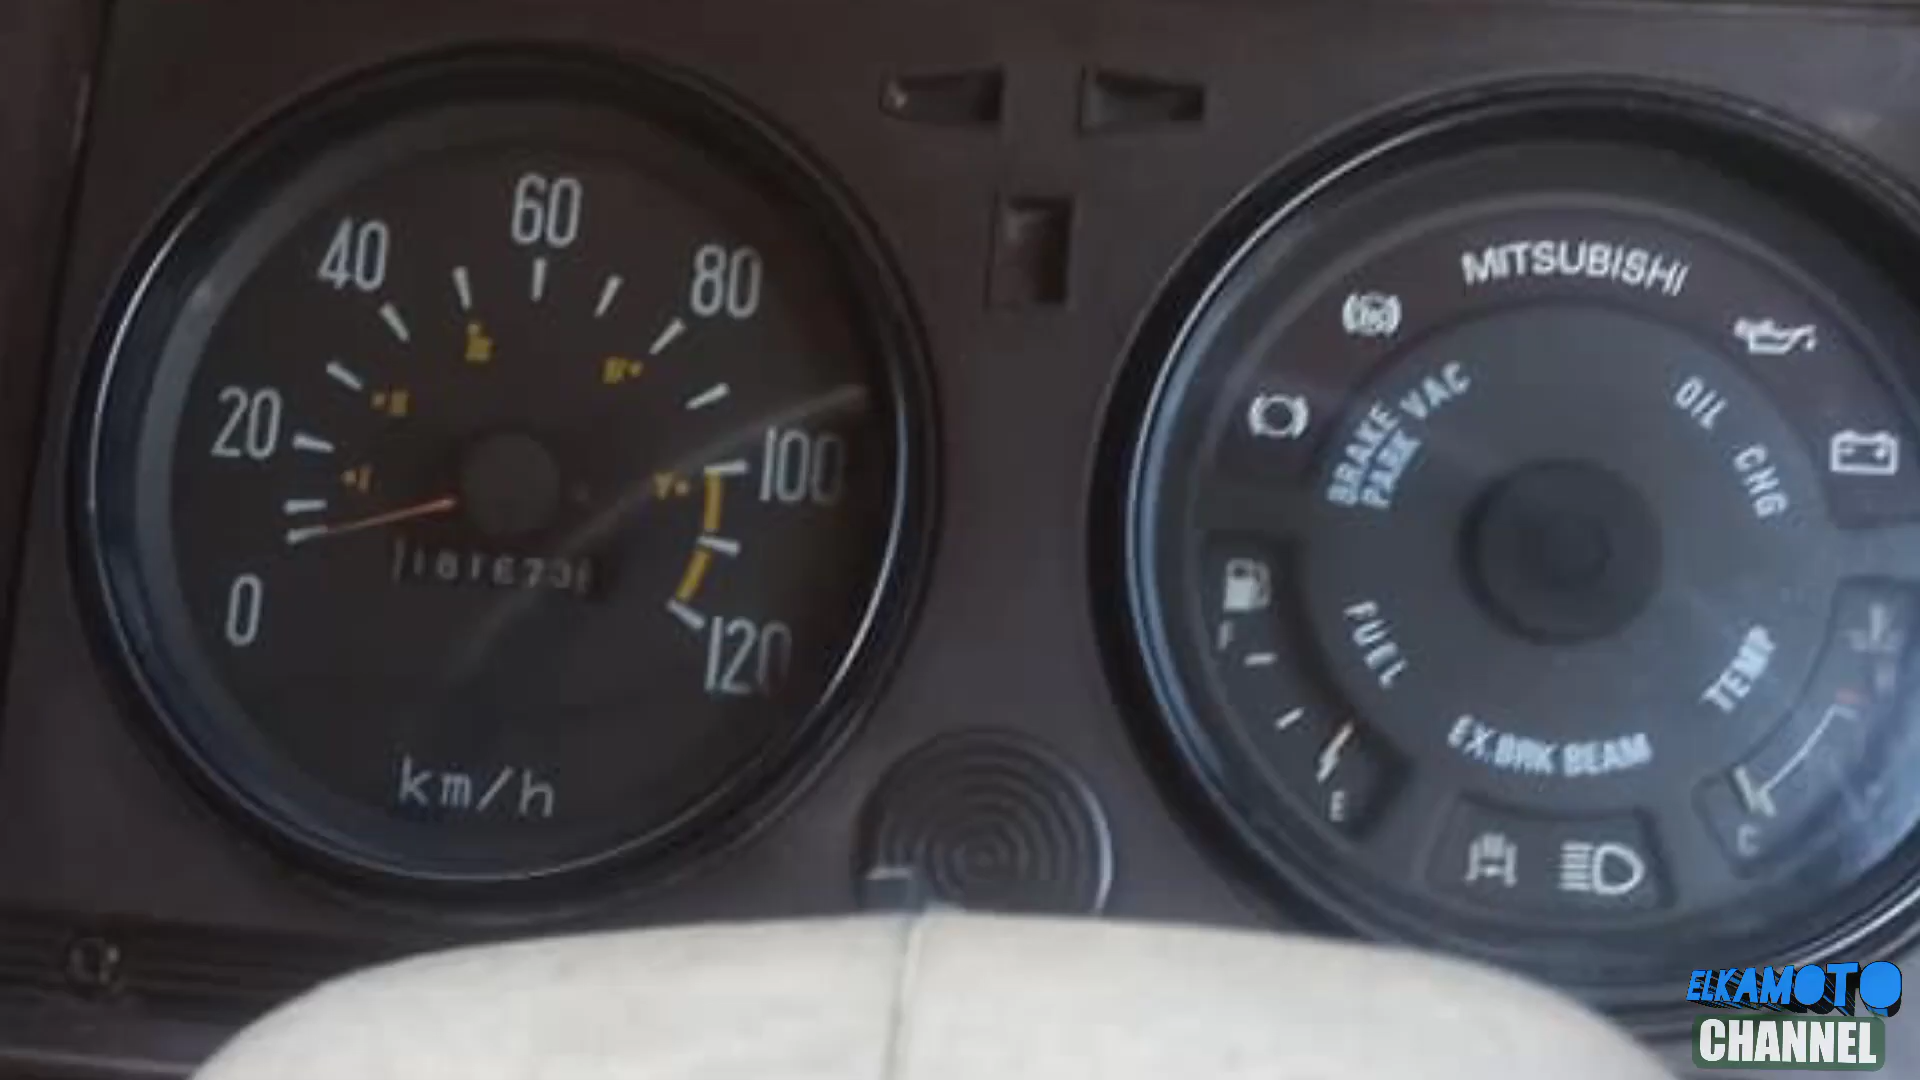 60
40
80
20
100
0
120
km/h
MITSUBISHI
BRAKE VAC
PARK
OIL CHG
FUEL
TEMP
EX.BRK BEAM
E
C
ELKAMOTO
CHANNEL